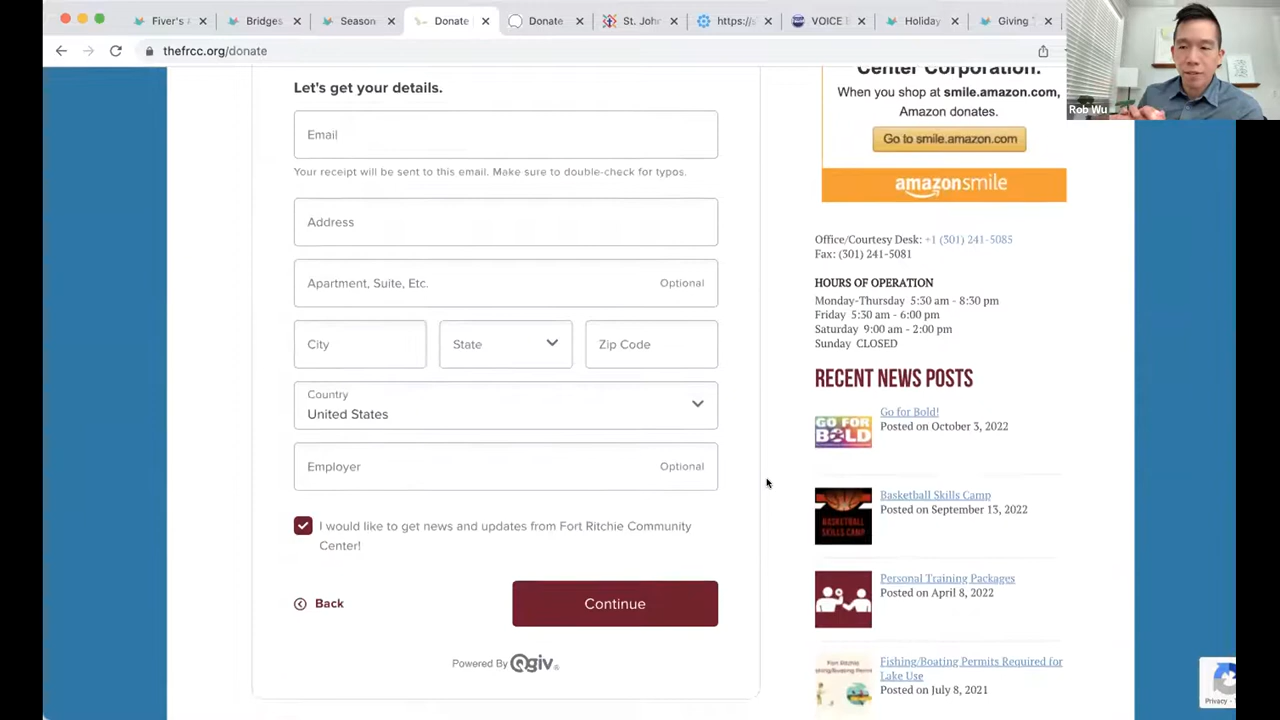 Fiver's A
Bridges
Season
Donate
Donate
St. John
https://s
VOICE
Holiday
Giving
thefrcc.org/donate
Rob Wu
Let's get your details.
Email
Your receipt will be sent to this email. Make sure to double-check for typos.
Address
Apartment, Suite, Etc.
Optional
City
State
Zip Code
Country
United States
Employer
Optional
I would like to get news and updates from Fort Ritchie Community
Center!
Back
Continue
Powered By Qgiv
Center Corporation.
When you shop at smile.amazon.com,
Amazon donates.
Go to smile.amazon.com
amazonsmile
Office/Courtesy Desk: +1 (301) 241-5085
Fax: (301) 241-5081
HOURS OF OPERATION
Monday-Thursday 5:30 am - 8:30 pm
Friday 5:30 am - 6:00 pm
Saturday 9:00 am - 2:00 pm
Sunday CLOSED
RECENT NEWS POSTS
GO FOR
BOLD
Go for Bold!
Posted on October 3, 2022
BASKETBALL
SKILLS CAMP
Basketball Skills Camp
Posted on September 13, 2022
Personal Training Packages
Posted on April 8, 2022
Fort Ritchie
Fishing/Boating Permits Required for
Lake Use
Posted on July 8, 2021
Privacy -